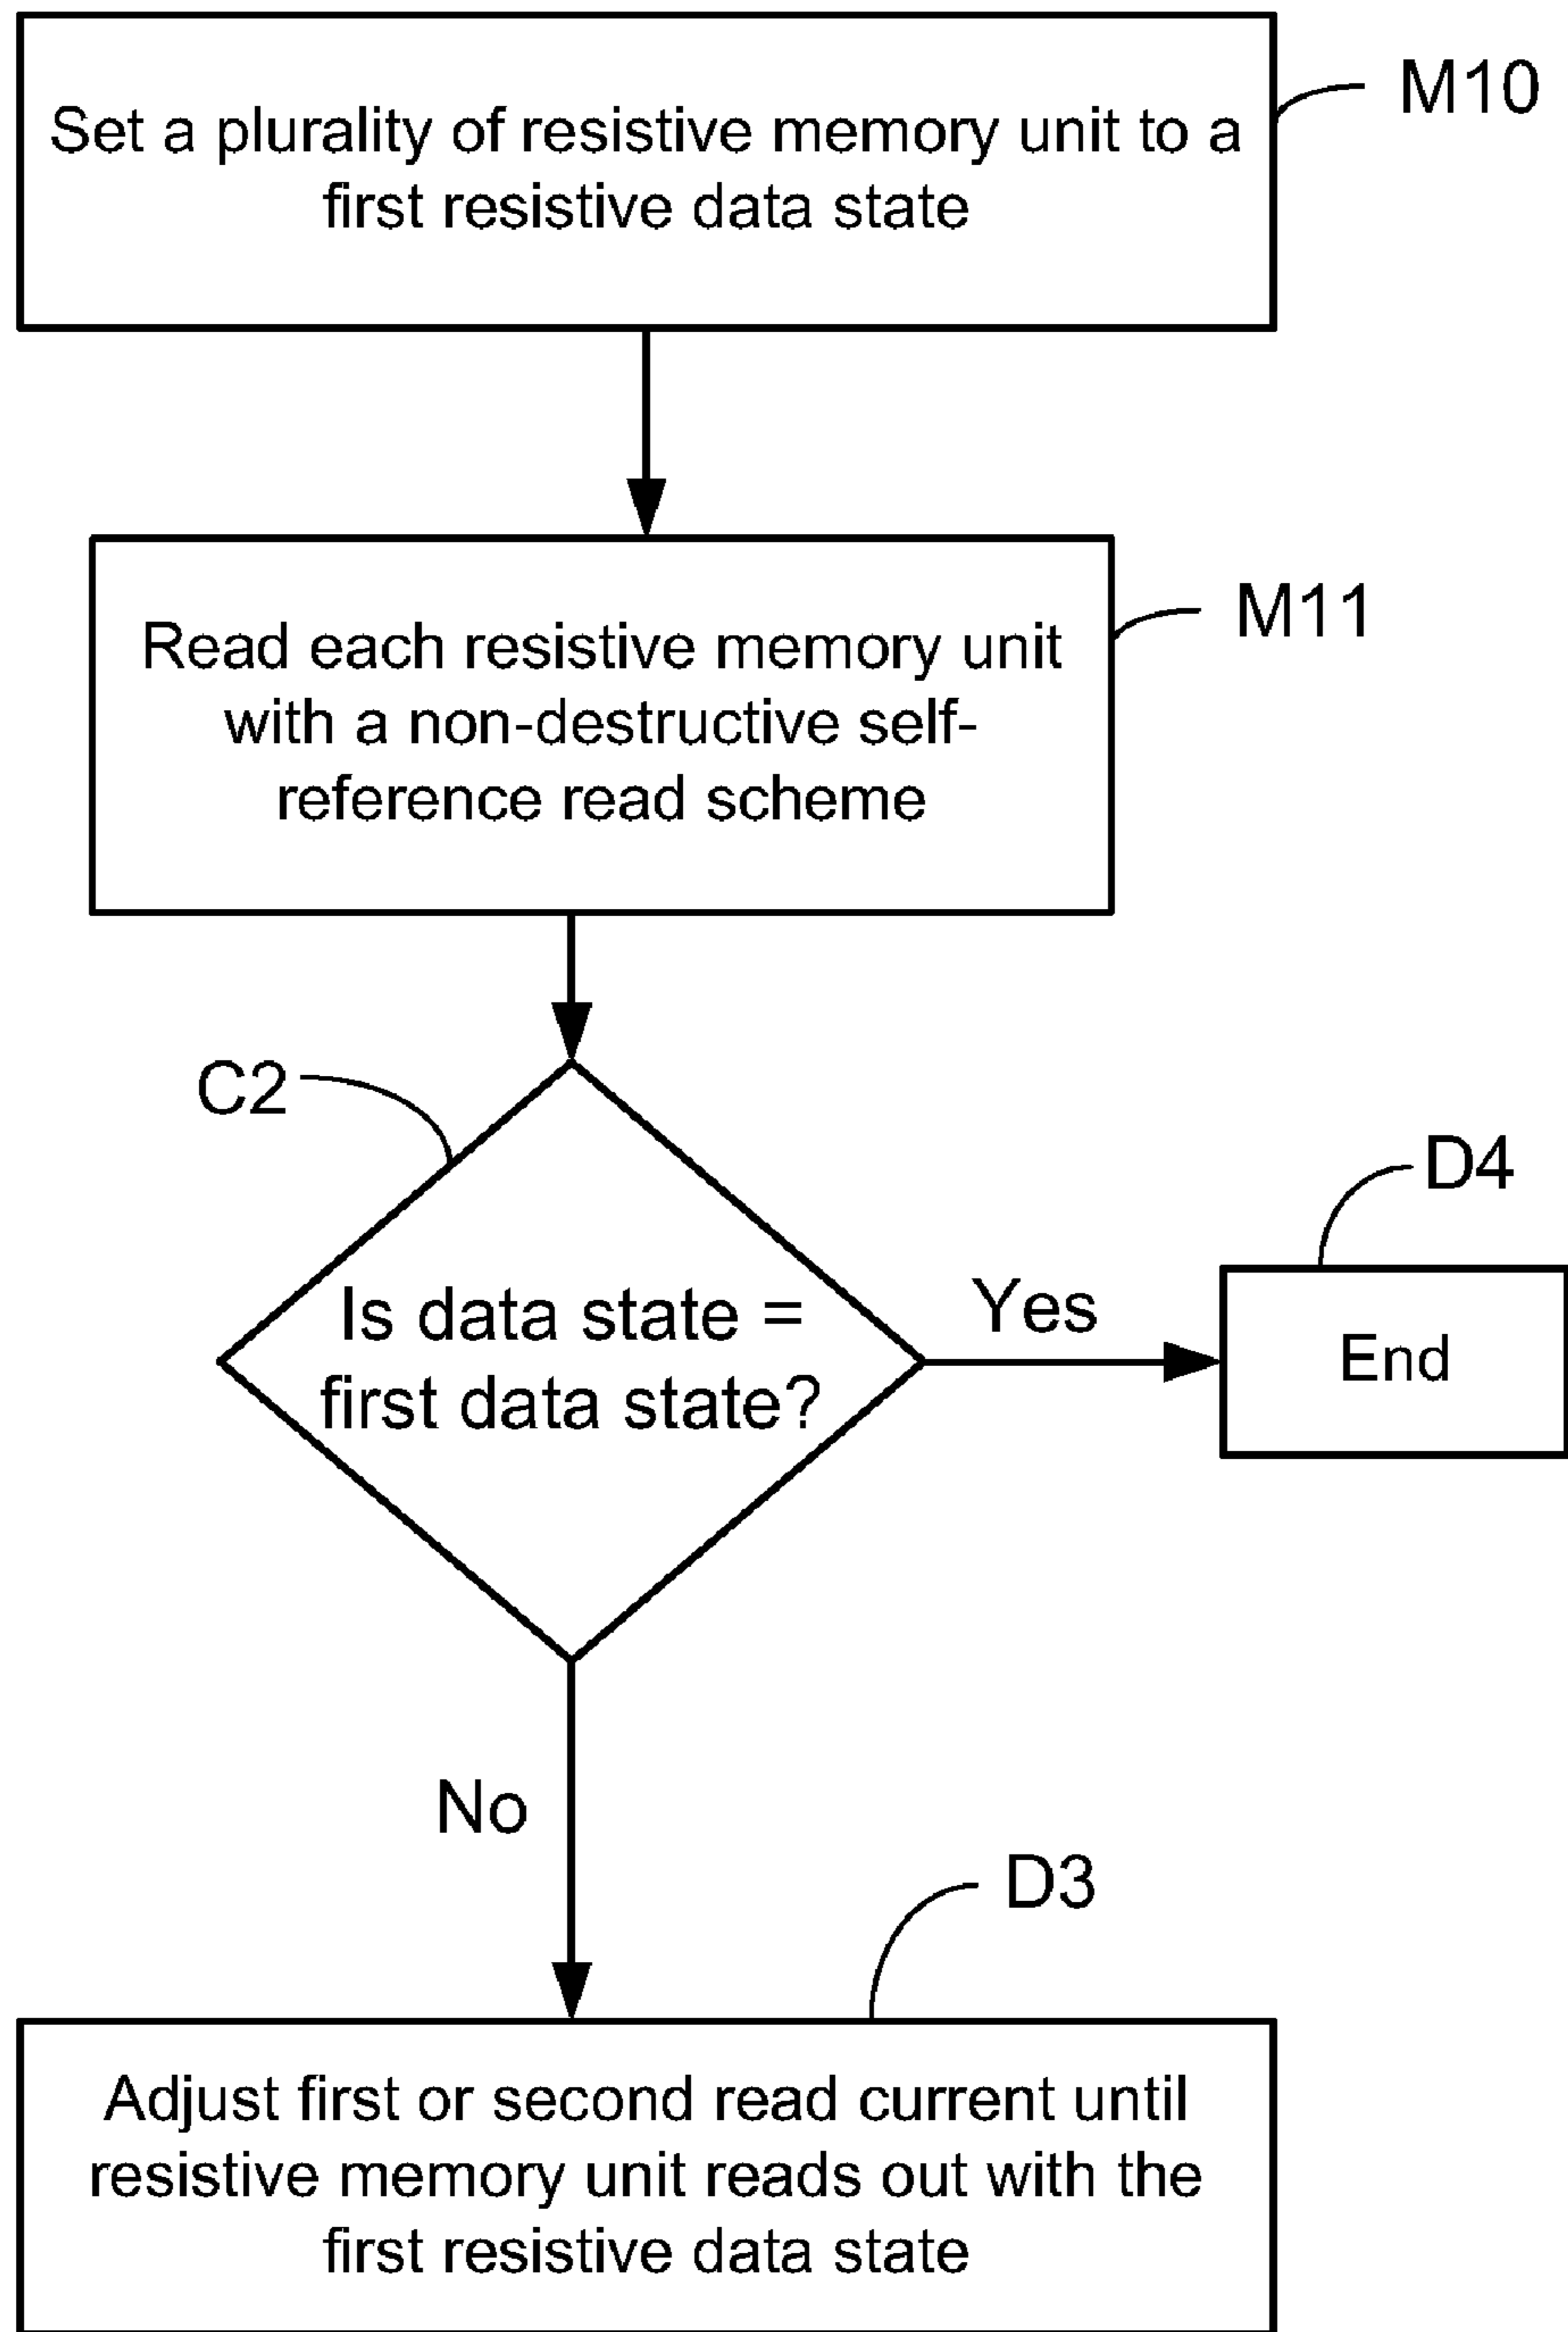 M10
Set a plurality of resistive memory unit to a
first resistive data state
M11
Read each resistive memory unit
with a non-destructive self-
reference read scheme
C2
D4
Is data state =
first data state?
Yes
End
No
D3
Adjust first or second read current until
resistive memory unit reads out with the
first resistive data state